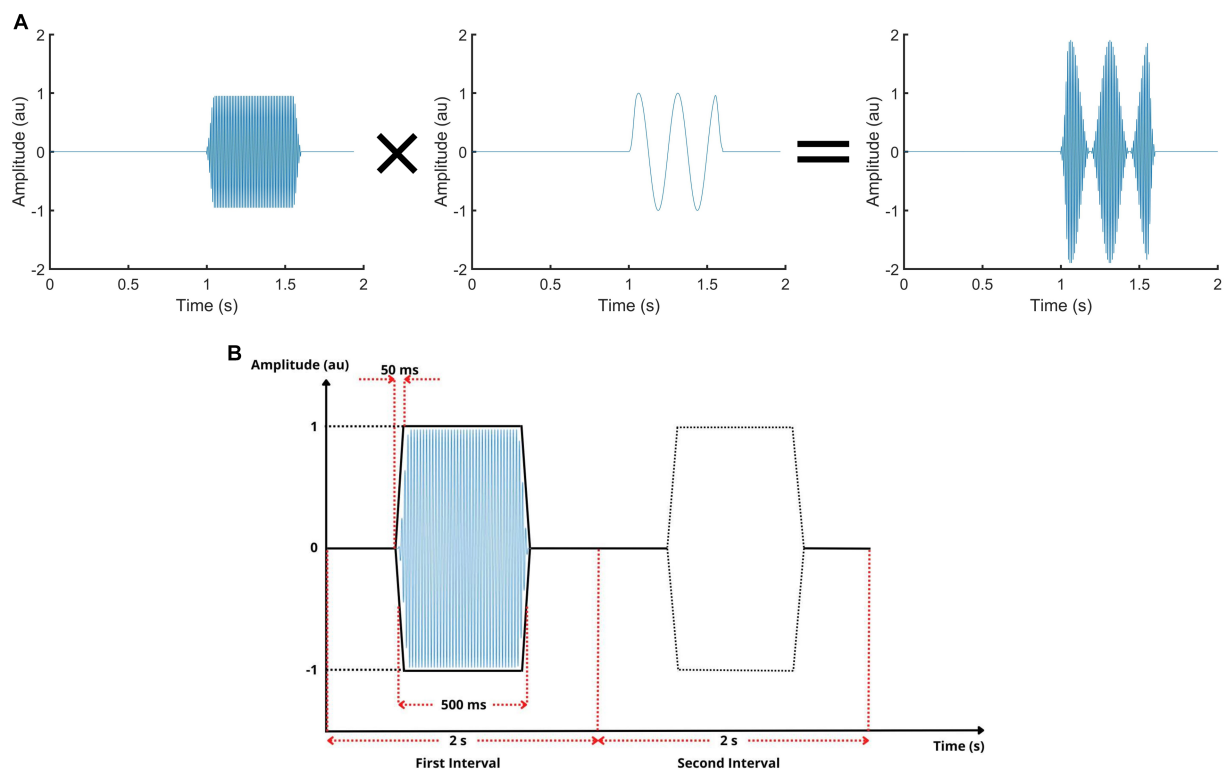 A
2
1
0
-1
-2
Amplitude (au)
0 0.5 1 1.5 2
Time (s)
×
2
1
0
-1
-2
Amplitude (au)
0 0.5 1 1.5 2
Time (s)
=
2
1
0
-1
-2
Amplitude (au)
0 0.5 1 1.5 2
Time (s)
B
Amplitude (au)
50 ms
1
0
-1
500 ms
2 s 2 s
Time (s)
First Interval Second Interval